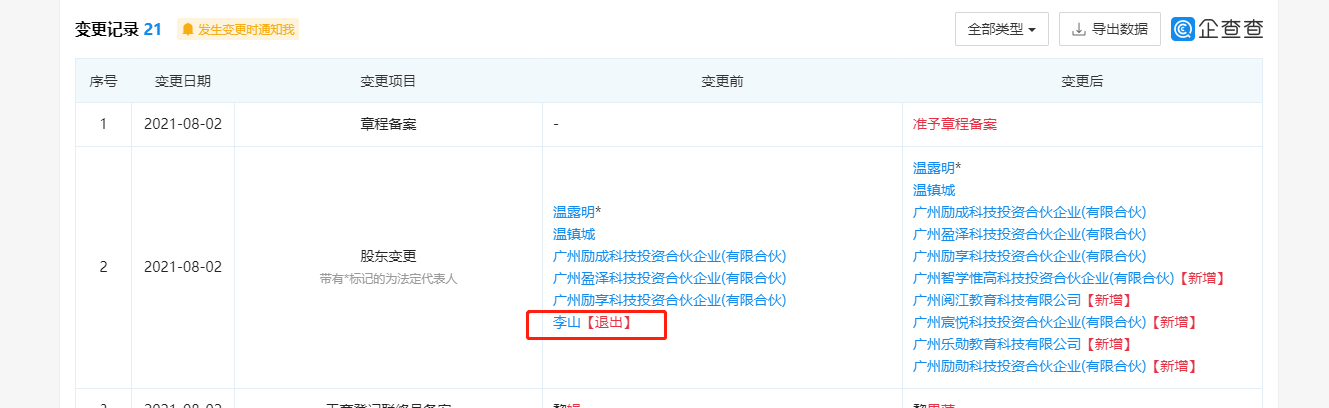 变更记录 21 发生变更时通知我 全部类型 导出数据 企查查
序号 变更日期 变更项目 变更前 变更后
1 2021-08-02 章程备案 - 准予章程备案
2 2021-08-02 股东变更
带有*标记的为法定代表人
温露明*
温镇城
广州励成科技投资合伙企业(有限合伙)
广州盈泽科技投资合伙企业(有限合伙)
广州励享科技投资合伙企业(有限合伙)
李山【退出】
温露明*
温镇城
广州励成科技投资合伙企业(有限合伙)
广州盈泽科技投资合伙企业(有限合伙)
广州励享科技投资合伙企业(有限合伙)
广州智学惟高科技投资合伙企业(有限合伙)【新增】
广州阅江教育科技有限公司【新增】
广州宸悦科技投资合伙企业(有限合伙)【新增】
广州乐勋教育科技有限公司【新增】
广州励勋科技投资合伙企业(有限合伙)【新增】